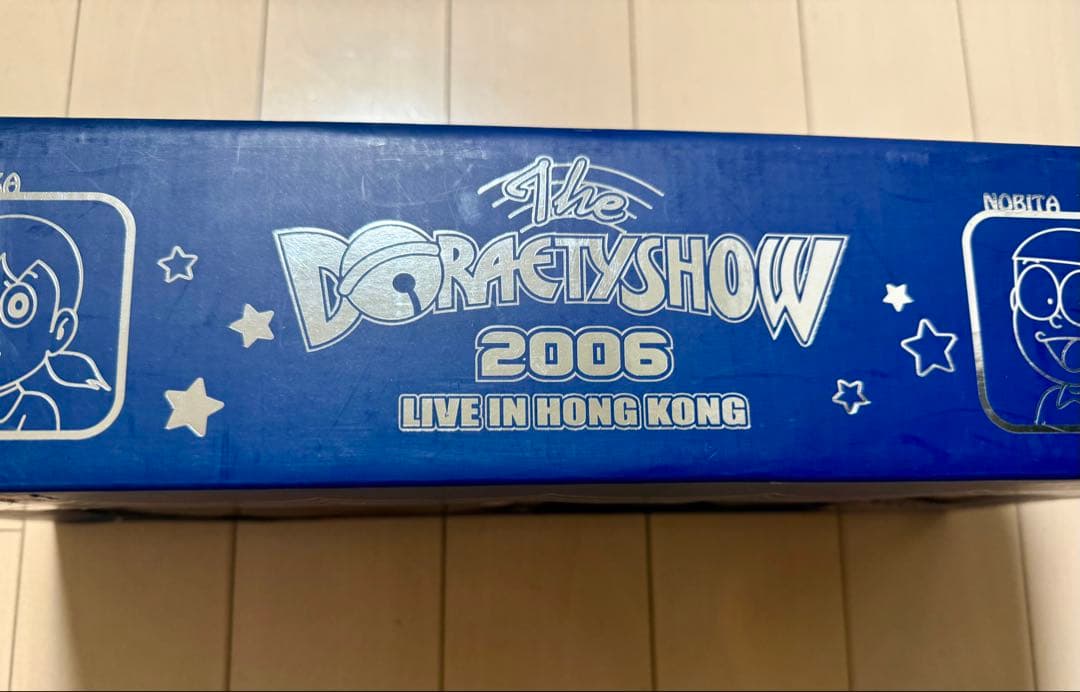 The
DORAETYSHOW
2006
LIVE IN HONG KONG
NOBITA